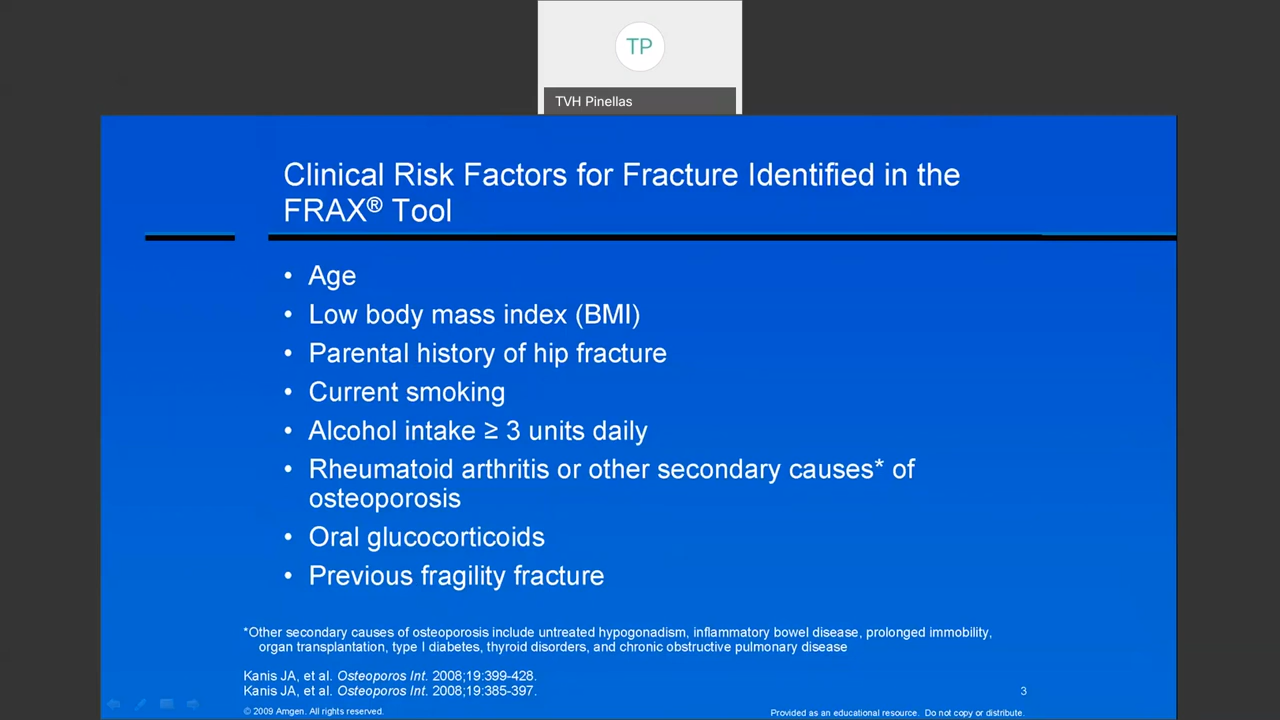 TP
TVH Pinellas
Clinical Risk Factors for Fracture Identified in the
FRAX® Tool
• Age
• Low body mass index (BMI)
• Parental history of hip fracture
• Current smoking
• Alcohol intake ≥ 3 units daily
• Rheumatoid arthritis or other secondary causes* of
osteoporosis
• Oral glucocorticoids
• Previous fragility fracture
*Other secondary causes of osteoporosis include untreated hypogonadism, inflammatory bowel disease, prolonged immobility,
organ transplantation, type I diabetes, thyroid disorders, and chronic obstructive pulmonary disease
Kanis JA, et al. Osteoporos Int. 2008;19:399-428.
Kanis JA, et al. Osteoporos Int. 2008;19:385-397.
3
© 2009 Amgen. All rights reserved.
Provided as an educational resource. Do not copy or distribute.